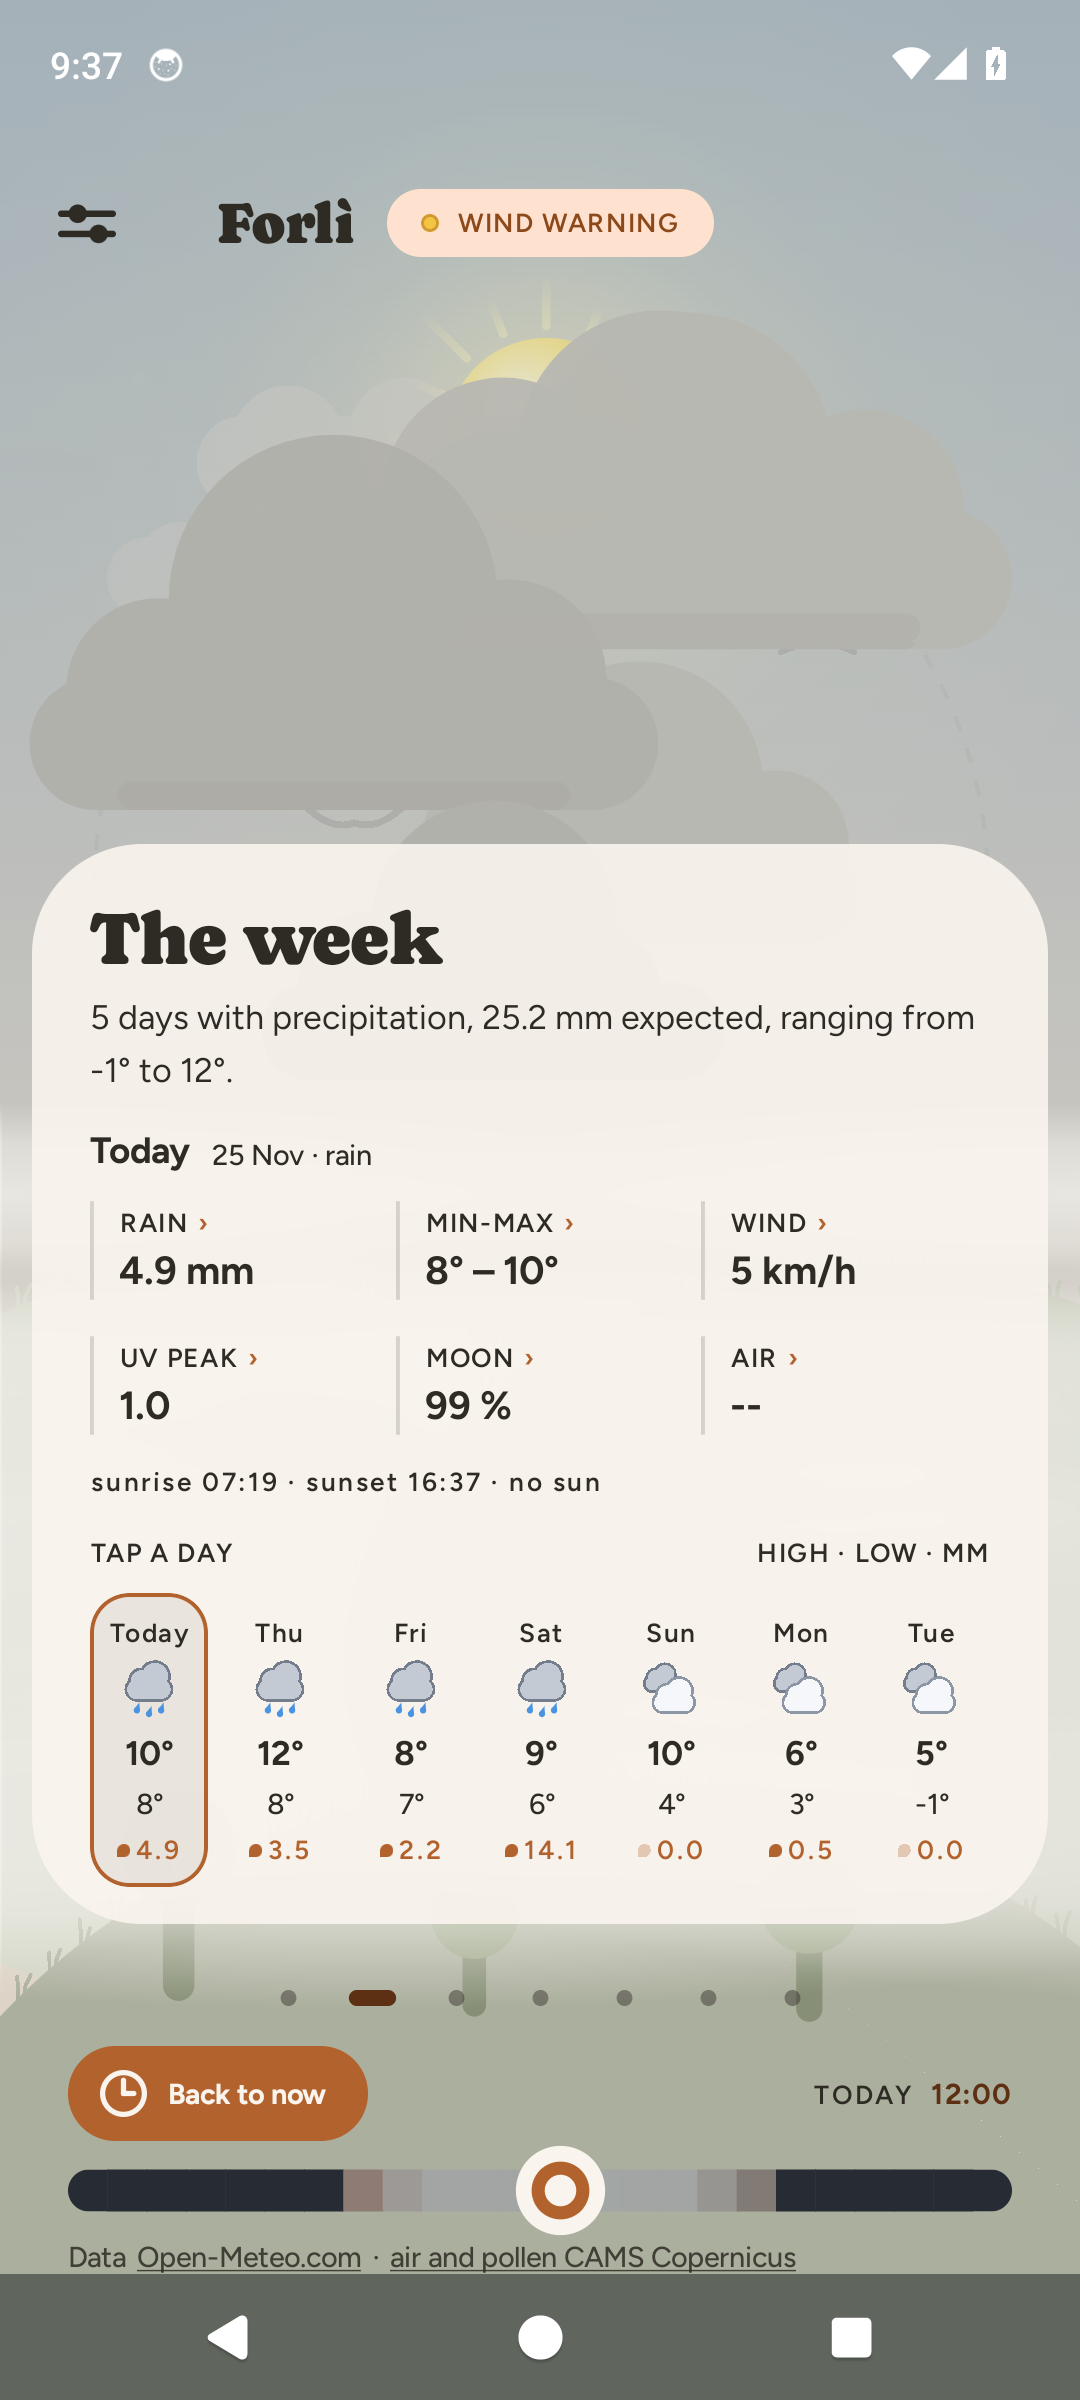 9:37
Forlì
WIND WARNING
The week
5 days with precipitation, 25.2 mm expected, ranging from
-1° to 12°.
Today 25 Nov · rain
RAIN › MIN-MAX › WIND ›
4.9 mm 8° – 10° 5 km/h
UV PEAK › MOON › AIR ›
1.0 99 % --
sunrise 07:19 · sunset 16:37 · no sun
TAP A DAY HIGH · LOW · MM
Today Thu Fri Sat Sun Mon Tue
10° 12° 8° 9° 10° 6° 5°
8° 8° 7° 6° 4° 3° -1°
4.9 3.5 2.2 14.1 0.0 0.5 0.0
Back to now TODAY 12:00
Data Open-Meteo.com · air and pollen CAMS Copernicus